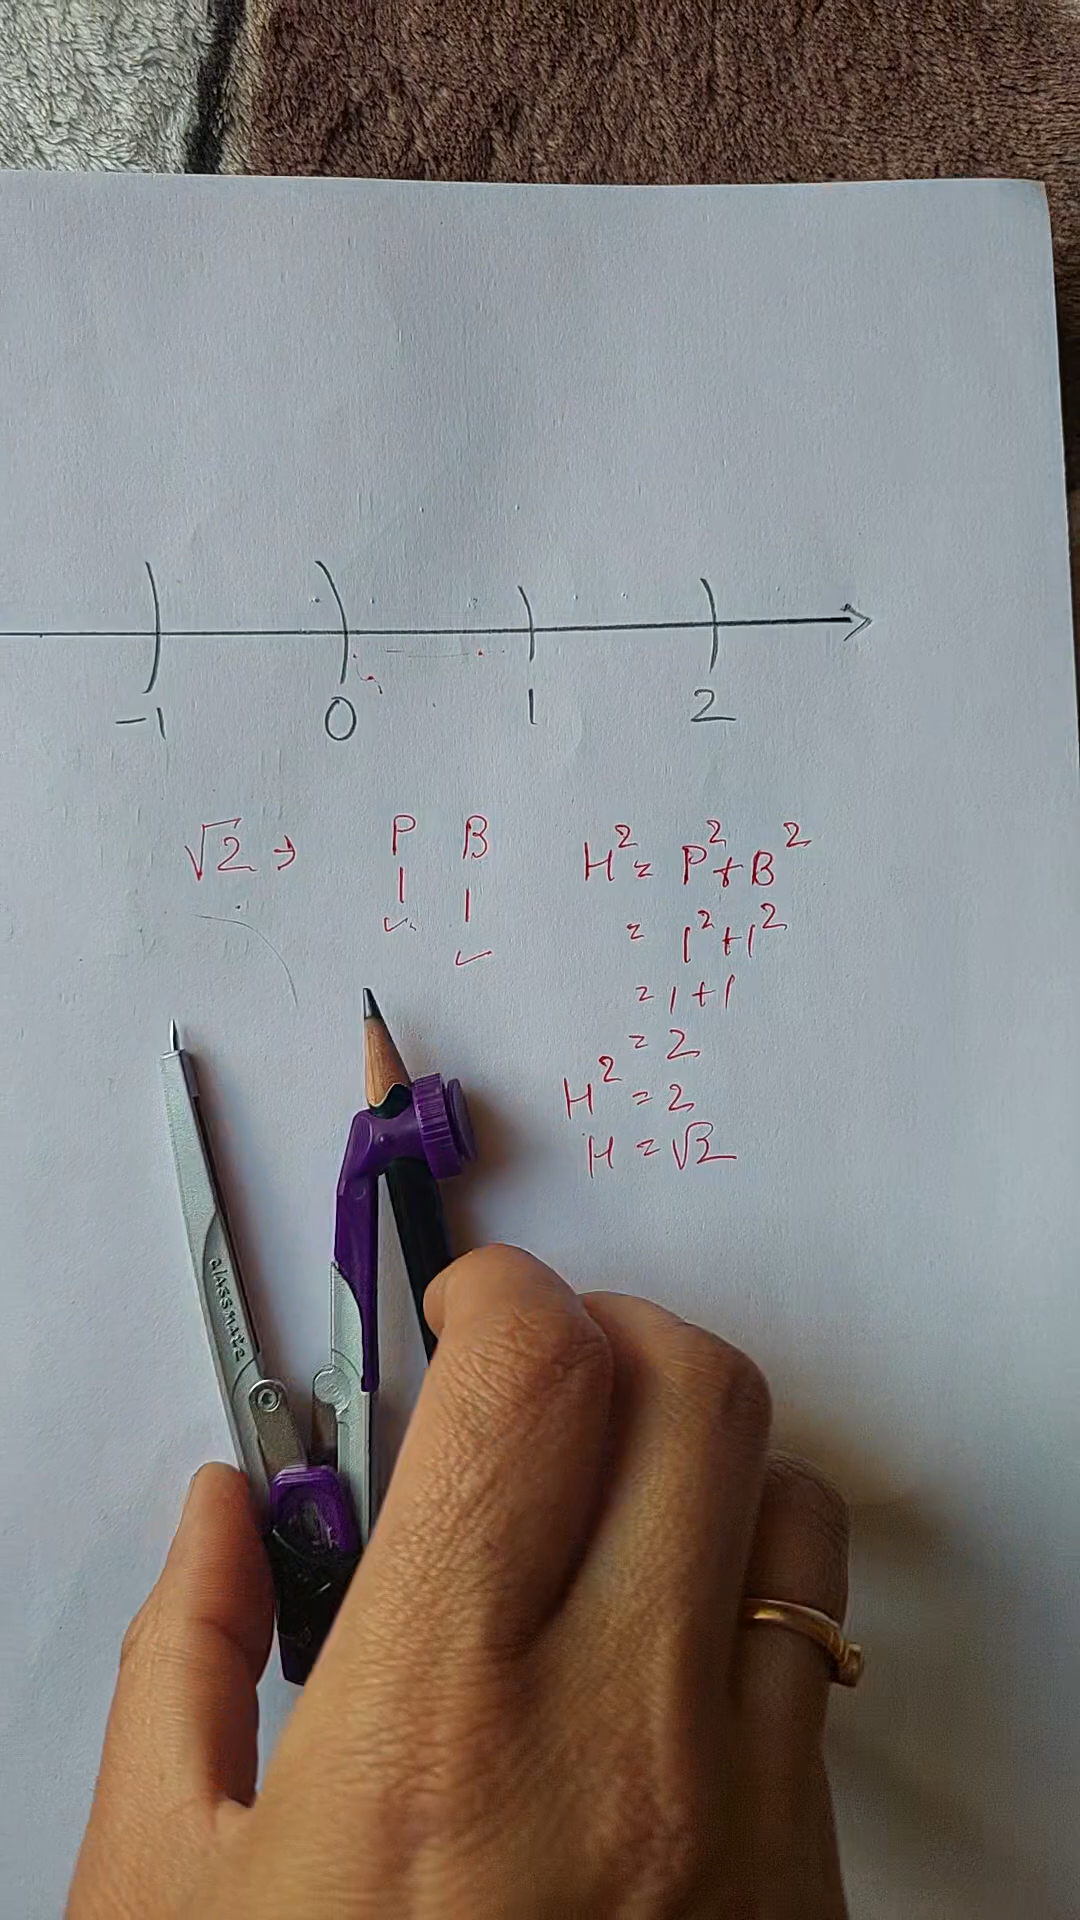 -1 0 1 2
√2 → P B
1 1
H² = P² + B²
= 1² + 1²
= 1 + 1
= 2
H² = 2
H = √2
classmate